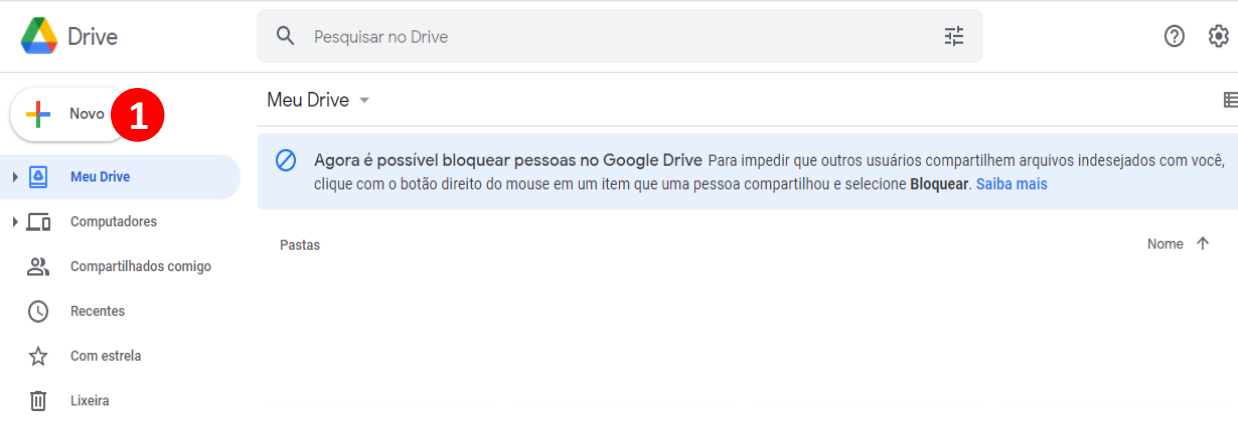 Drive
Pesquisar no Drive
Novo
1
Meu Drive
Agora é possível bloquear pessoas no Google Drive Para impedir que outros usuários compartilhem arquivos indesejados com você,
clique com o botão direito do mouse em um item que uma pessoa compartilhou e selecione Bloquear. Saiba mais
Meu Drive
Computadores
Compartilhados comigo
Recentes
Com estrela
Lixeira
Pastas
Nome